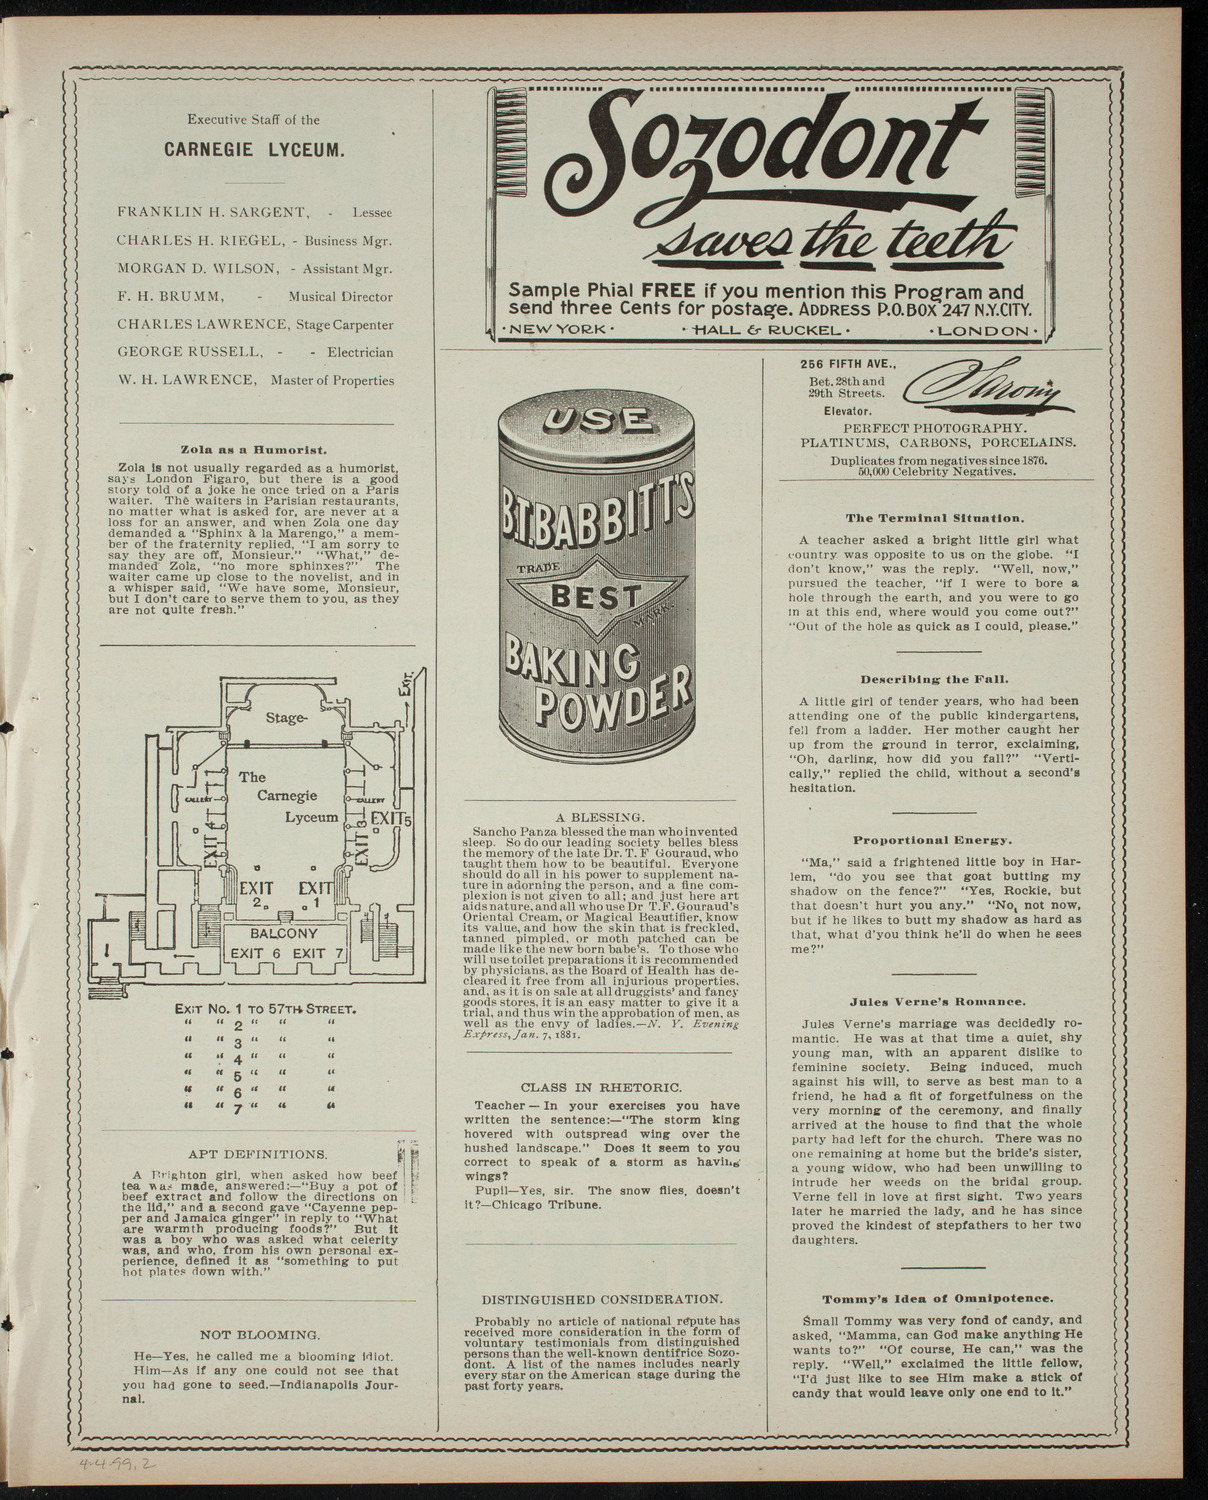 Executive Staff of the
CARNEGIE LYCEUM.
FRANKLIN H. SARGENT, - Lessee
CHARLES H. RIEGEL, - Business Mgr.
MORGAN D. WILSON, - Assistant Mgr.
F. H. BRUMM, - Musical Director
CHARLES LAWRENCE, Stage Carpenter
GEORGE RUSSELL, - - Electrician
W. H. LAWRENCE, Master of Properties
Zola as a Humorist.
Zola is not usually regarded as a humorist,
says London Figaro, but there is a good
story told of a joke he once tried on a Paris
waiter. The waiters in Parisian restaurants,
no matter what is asked for, are never at a
loss for an answer, and when Zola one day
demanded a "Sphinx à la Marengo," a mem-
ber of the fraternity replied, "I am sorry to
say they are off, Monsieur." "What," de-
manded Zola, "no more sphinxes?" The
waiter came up close to the novelist, and in
a whisper said, "We have some, Monsieur,
but I don't care to serve them to you, as they
are not quite fresh."
EXIT.
Stage-
The
Carnegie
Lyceum
GALLERY
GALLERY
EXIT 4
EXIT 3
EXIT 5
EXIT EXIT
2. . 1
BALCONY
EXIT 6 EXIT 7
EXIT No. 1 TO 57TH STREET.
" " 2 " " "
" " 3 " " "
" " 4 " " "
" " 5 " " "
" " 6 " " "
" " 7 " " "
APT DEFINITIONS.
A Brighton girl, when asked how beef
tea was made, answered:—"Buy a pot of
beef extract and follow the directions on
the lid," and a second gave "Cayenne pep-
per and Jamaica ginger" in reply to "What
are warmth producing foods?" But it
was a boy who was asked what celerity
was, and who, from his own personal ex-
perience, defined it as "something to put
hot plates down with."
NOT BLOOMING.
He—Yes, he called me a blooming idiot.
Him—As if any one could not see that
you had gone to seed.—Indianapolis Jour-
nal.
Sozodont
saves the teeth
Sample Phial FREE if you mention this Program and
send three Cents for postage. ADDRESS P.O. BOX 247 N.Y. CITY.
· NEW YORK · · HALL & RUCKEL · · LONDON ·
USE
B.T. BABBITT'S
TRADE
BEST
MARK.
BAKING
POWDER
A BLESSING.
Sancho Panza blessed the man who invented
sleep. So do our leading society belles bless
the memory of the late Dr. T. F Gouraud, who
taught them how to be beautiful. Everyone
should do all in his power to supplement na-
ture in adorning the person, and a fine com-
plexion is not given to all; and just here art
aids nature, and all who use Dr T. F. Gouraud's
Oriental Cream, or Magical Beautifier, know
its value, and how the skin that is freckled,
tanned pimpled, or moth patched can be
made like the new born babe's. To those who
will use toilet preparations it is recommended
by physicians, as the Board of Health has de-
cleared it free from all injurious properties,
and, as it is on sale at all druggists' and fancy
goods stores, it is an easy matter to give it a
trial, and thus win the approbation of men, as
well as the envy of ladies.—N. Y. Evening
Express, Jan. 7, 1881.
CLASS IN RHETORIC.
Teacher — In your exercises you have
written the sentence:—"The storm king
hovered with outspread wing over the
hushed landscape." Does it seem to you
correct to speak of a storm as having
wings?
Pupil—Yes, sir. The snow flies, doesn't
it?—Chicago Tribune.
DISTINGUISHED CONSIDERATION.
Probably no article of national repute has
received more consideration in the form of
voluntary testimonials from distinguished
persons than the well-known dentifrice Sozo-
dont. A list of the names includes nearly
every star on the American stage during the
past forty years.
256 FIFTH AVE.,
Bet. 28th and
29th Streets.
Elevator.
Sarony
PERFECT PHOTOGRAPHY.
PLATINUMS, CARBONS, PORCELAINS.
Duplicates from negatives since 1876.
50,000 Celebrity Negatives.
The Terminal Situation.
A teacher asked a bright little girl what
country was opposite to us on the globe. "I
don't know," was the reply. "Well, now,"
pursued the teacher, "if I were to bore a
hole through the earth, and you were to go
in at this end, where would you come out?"
"Out of the hole as quick as I could, please."
Describing the Fall.
A little girl of tender years, who had been
attending one of the public kindergartens,
fell from a ladder. Her mother caught her
up from the ground in terror, exclaiming,
"Oh, darling, how did you fall?" "Verti-
cally," replied the child, without a second's
hesitation.
Proportional Energy.
"Ma," said a frightened little boy in Har-
lem, "do you see that goat butting my
shadow on the fence?" "Yes, Rockie, but
that doesn't hurt you any." "No, not now,
but if he likes to butt my shadow as hard as
that, what d'you think he'll do when he sees
me?"
Jules Verne's Romance.
Jules Verne's marriage was decidedly ro-
mantic. He was at that time a quiet, shy
young man, with an apparent dislike to
feminine society. Being induced, much
against his will, to serve as best man to a
friend, he had a fit of forgetfulness on the
very morning of the ceremony, and finally
arrived at the house to find that the whole
party had left for the church. There was no
one remaining at home but the bride's sister,
a young widow, who had been unwilling to
intrude her weeds on the bridal group.
Verne fell in love at first sight. Two years
later he married the lady, and he has since
proved the kindest of stepfathers to her two
daughters.
Tommy's Idea of Omnipotence.
Small Tommy was very fond of candy, and
asked, "Mamma, can God make anything He
wants to?" "Of course, He can," was the
reply. "Well," exclaimed the little fellow,
"I'd just like to see Him make a stick of
candy that would leave only one end to it."
4-4-99, 2